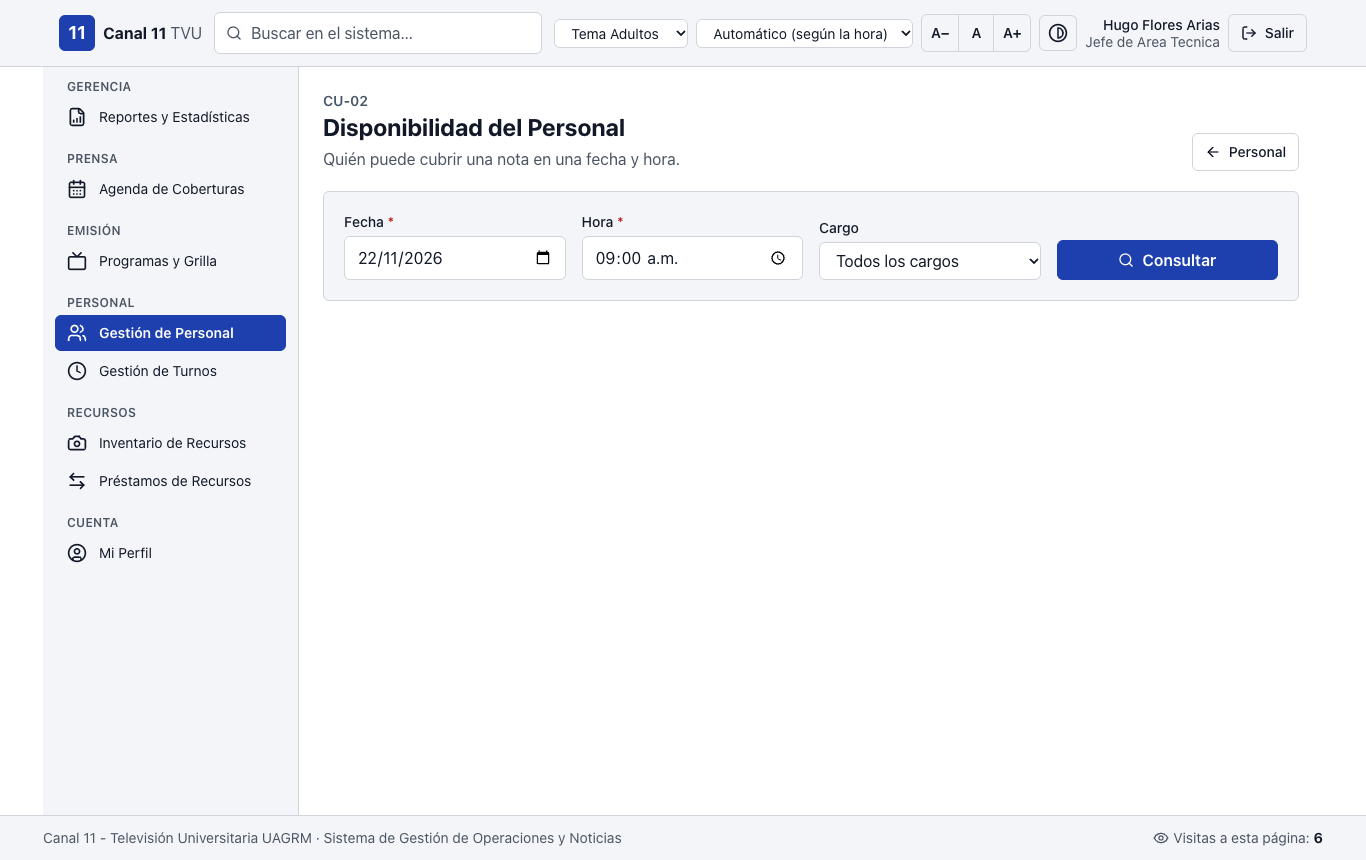 11 Canal 11 TVU
Buscar en el sistema...
Tema Adultos
Automático (según la hora)
A−
A
A+
Hugo Flores Arias
Jefe de Area Tecnica
Salir
GERENCIA
Reportes y Estadísticas
PRENSA
Agenda de Coberturas
EMISIÓN
Programas y Grilla
PERSONAL
Gestión de Personal
Gestión de Turnos
RECURSOS
Inventario de Recursos
Préstamos de Recursos
CUENTA
Mi Perfil
CU-02
Disponibilidad del Personal
Quién puede cubrir una nota en una fecha y hora.
Personal
Fecha *
22/11/2026
Hora *
09:00 a.m.
Cargo
Todos los cargos
Consultar
Canal 11 - Televisión Universitaria UAGRM · Sistema de Gestión de Operaciones y Noticias
Visitas a esta página: 6